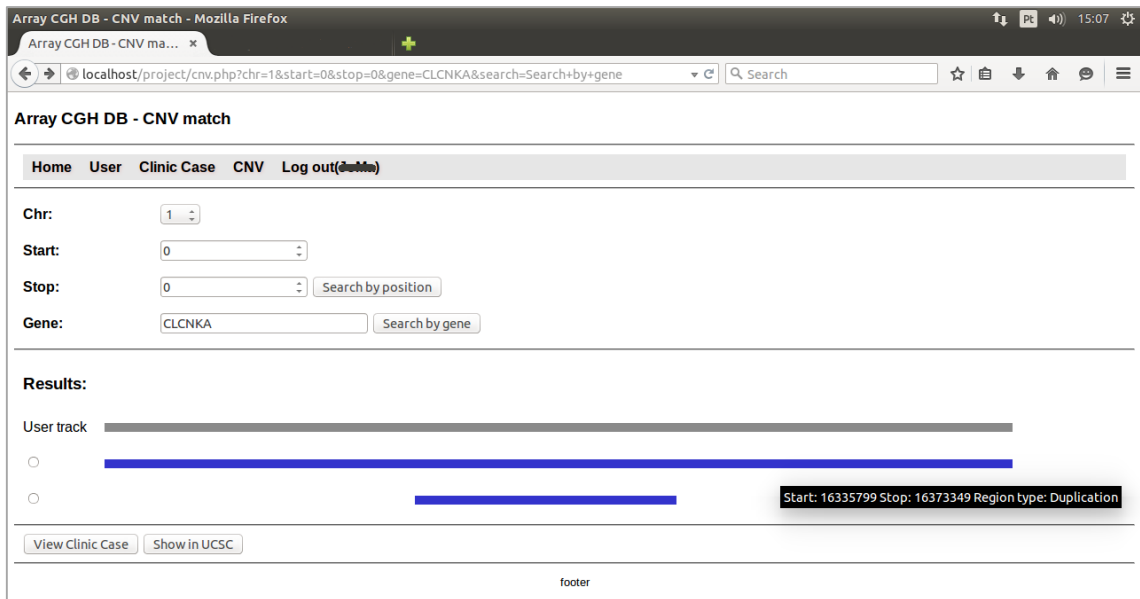 Array CGH DB - CNV match - Mozilla Firefox
Pt 15:07
Array CGH DB - CNV ma... ×
localhost/project/cnv.php?chr=1&start=0&stop=0&gene=CLCNKA&search=Search+by+gene
Search
Array CGH DB - CNV match
Home User Clinic Case CNV Log out( )
Chr: 1
Start: 0
Stop: 0 Search by position
Gene: CLCNKA Search by gene
Results:
User track
Start: 16335799 Stop: 16373349 Region type: Duplication
View Clinic Case Show in UCSC
footer